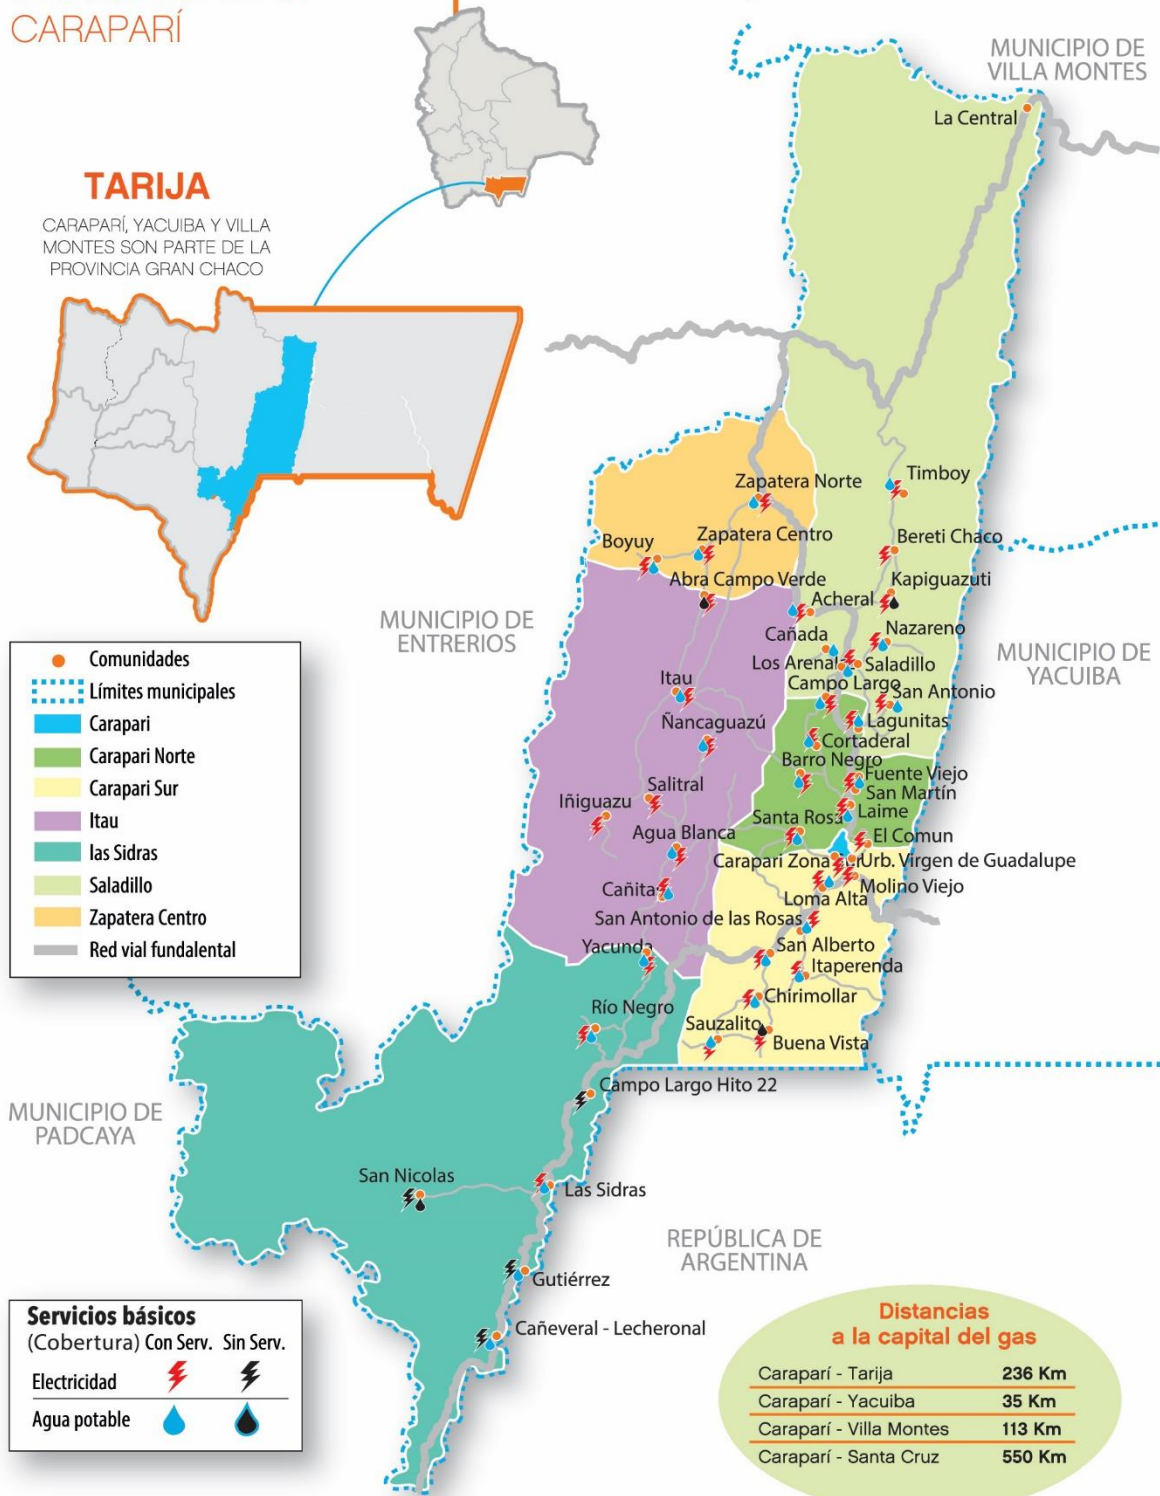 CARAPARÍ
TARIJA
CARAPARÍ, YACUIBA Y VILLA
MONTES SON PARTE DE LA
PROVINCIA GRAN CHACO
MUNICIPIO DE
VILLA MONTES
La Central
Timboy
Zapatera Norte
Bereti Chaco
Zapatera Centro
Boyuy
Abra Campo Verde
Kapiguazuti
Acheral
MUNICIPIO DE
ENTRERIOS
Cañada
Nazareno
MUNICIPIO DE
YACUIBA
Los Arenal
Saladillo
Campo Largo
San Antonio
Itau
Lagunitas
Ñancaguazú
Cortaderal
Barro Negro
Fuente Viejo
San Martín
Salitral
Iñiguazu
Laime
Santa Rosa
Agua Blanca
El Comun
Carapari Zona
Urb. Virgen de Guadalupe
Cañitas
Molino Viejo
Loma Alta
San Antonio de las Rosas
Yacunda
San Alberto
Itaperenda
Chirimollar
Río Negro
Sauzalito
Buena Vista
Campo Largo Hito 22
MUNICIPIO DE
PADCAYA
San Nicolas
Las Sidras
REPÚBLICA DE
ARGENTINA
Gutiérrez
Cañeveral - Lecheronal
Comunidades
Límites municipales
Carapari
Carapari Norte
Carapari Sur
Itau
las Sidras
Saladillo
Zapatera Centro
Red vial fundalental
Servicios básicos
(Cobertura) Con Serv. Sin Serv.
Electricidad
Agua potable
Distancias
a la capital del gas
Caraparí - Tarija 236 Km
Caraparí - Yacuiba 35 Km
Caraparí - Villa Montes 113 Km
Caraparí - Santa Cruz 550 Km